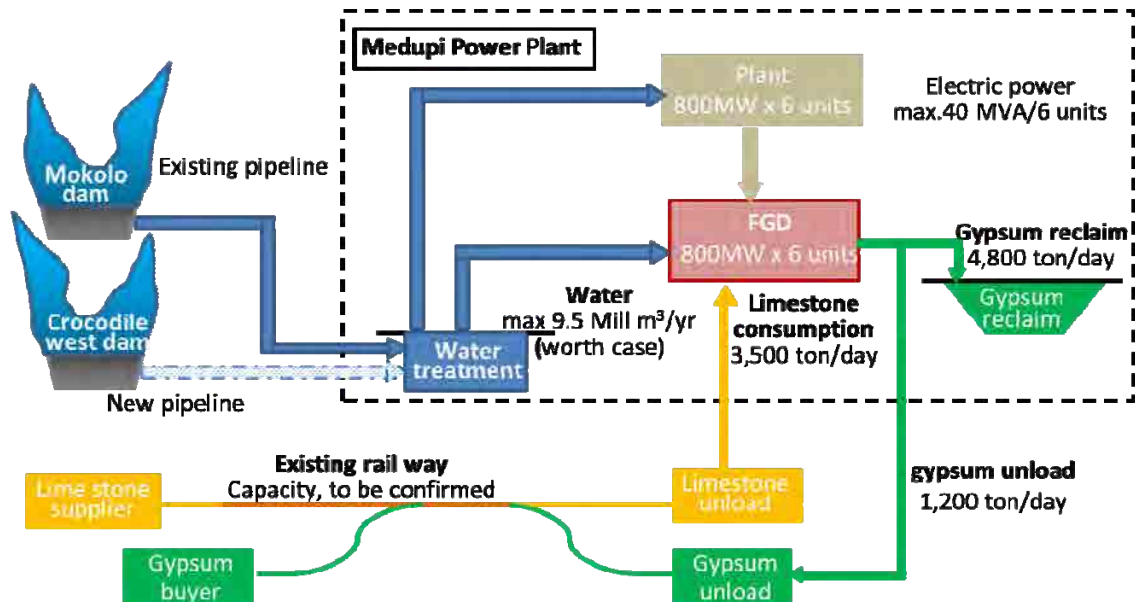 Medupi Power Plant
Plant
800MW x 6 units
Electric power
max.40 MVA/6 units
Mokolo
dam
Existing pipeline
FGD
800MW x 6 units
Gypsum reclaim
4,800 ton/day
Gypsum
reclaim
Crocodile
west dam
Water
max 9.5 Mill m³/yr
(worth case)
Limestone
consumption
3,500 ton/day
Water
treatment
New pipeline
Existing rail way
Capacity, to be confirmed
Lime stone
supplier
Limestone
unload
gypsum unload
1,200 ton/day
Gypsum
buyer
Gypsum
unload